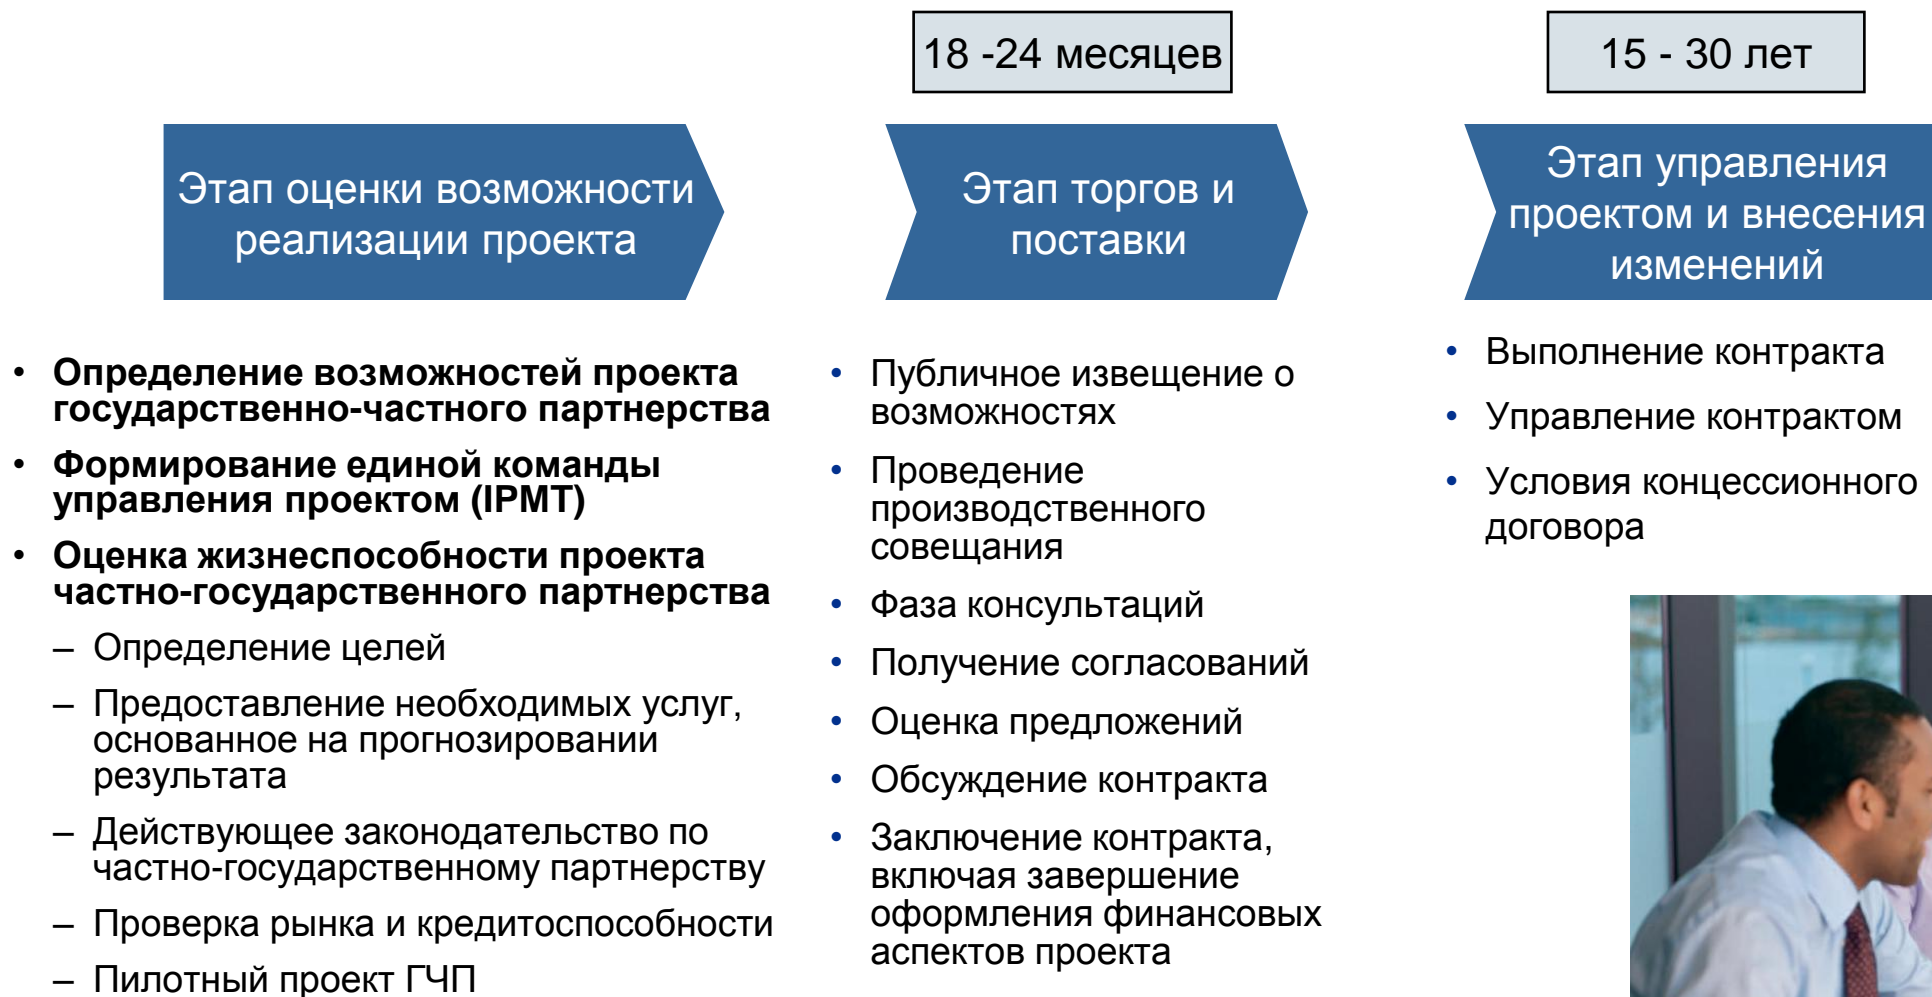 18 -24 месяцев
15 - 30 лет
Этап оценки возможности
реализации проекта
Этап торгов и
поставки
Этап управления
проектом и внесения
изменений
• Определение возможностей проекта
государственно-частного партнерства
• Формирование единой команды
управления проектом (IPMT)
• Оценка жизнеспособности проекта
частно-государственного партнерства
– Определение целей
– Предоставление необходимых услуг,
основанное на прогнозировании
результата
– Действующее законодательство по
частно-государственному партнерству
– Проверка рынка и кредитоспособности
– Пилотный проект ГЧП
• Публичное извещение о
возможностях
• Проведение
производственного
совещания
• Фаза консультаций
• Получение согласований
• Оценка предложений
• Обсуждение контракта
• Заключение контракта,
включая завершение
оформления финансовых
аспектов проекта
• Выполнение контракта
• Управление контрактом
• Условия концессионного
договора